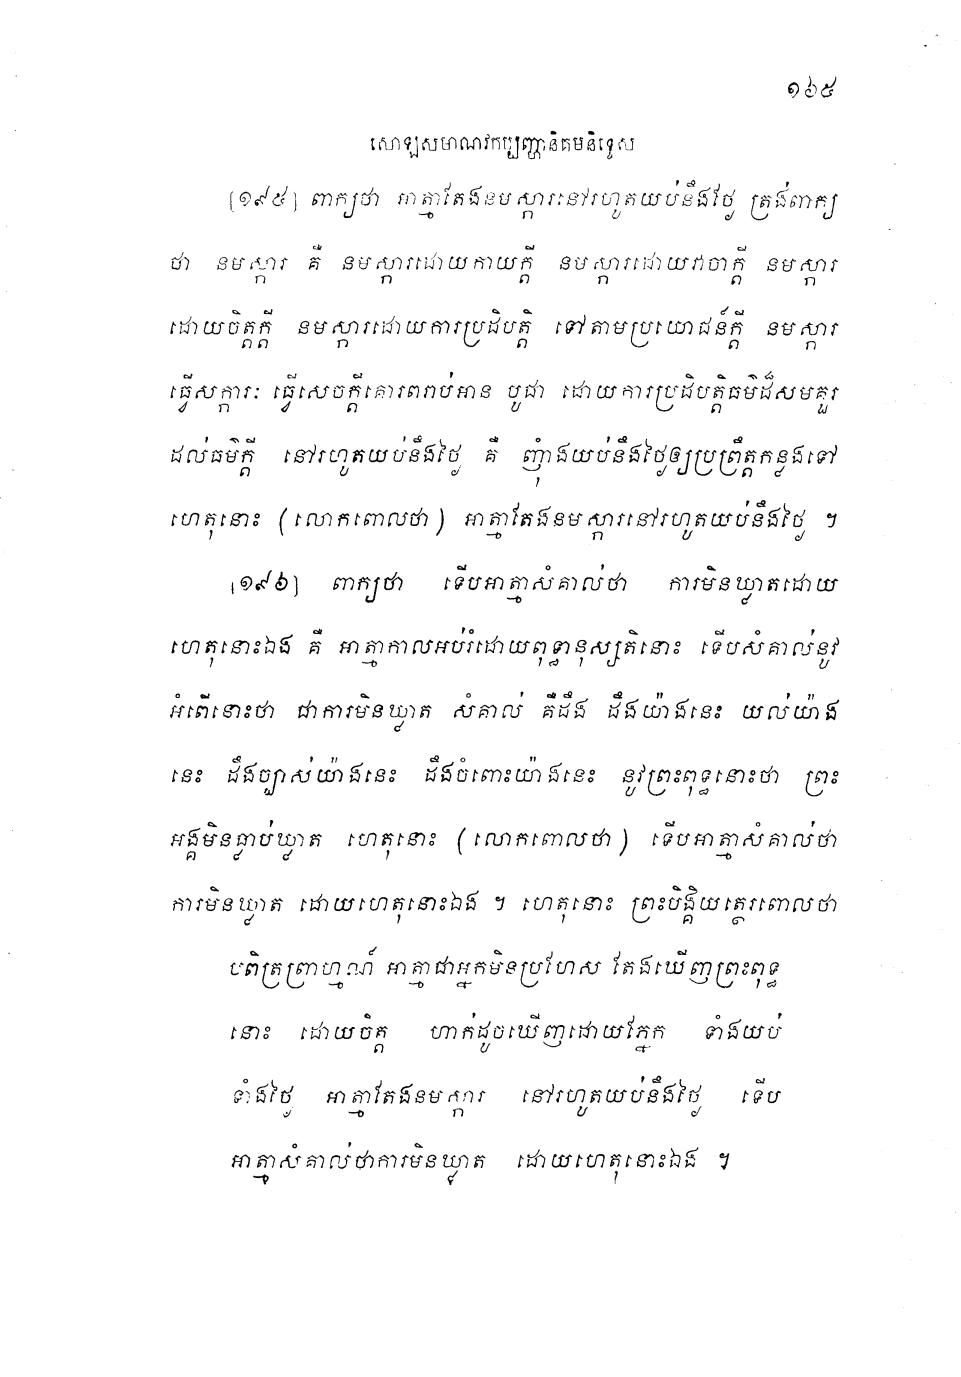 ១៦៥
សោឡសមាណវកប្បញ្ហានិគមនិទ្ទេស
[១៩៥] ពាក្យថា អាត្មាតែងនមស្ការនៅរហូតយប់នឹងថ្ងៃ ត្រង់ពាក្យ
ថា នមស្ការ គឺ នមស្ការដោយកាយក្តី នមស្ការដោយវាចាក្តី នមស្ការ
ដោយចិត្តក្តី នមស្ការដោយការប្រដិបត្តិ ទៅតាមប្រយោជន៍ក្តី នមស្ការ
ធ្វើសក្ការៈ ធ្វើសេចក្តីគោរពរាប់អាន បូជា ដោយការប្រដិបត្តិធម៌ដ៏សមគួរ
ដល់ធម៌ក្តី នៅរហូតយប់នឹងថ្ងៃ គឺ ញុំាងយប់នឹងថ្ងៃឲ្យប្រព្រឹត្តកន្លងទៅ
ហេតុនោះ (លោកពោលថា) អាត្មាតែងនមស្ការនៅរហូតយប់នឹងថ្ងៃ ។
[១៩៦] ពាក្យថា ទើបអាត្មាសំគាល់ថា ការមិនឃ្លាតដោយ
ហេតុនោះឯង គឺ អាត្មាកាលអប់រំដោយពុទ្ធានុស្សតិនោះ ទើបសំគាល់នូវ
អំពើនោះថា ជាការមិនឃ្លាត សំគាល់ គឺដឹង ដឹងយ៉ាងនេះ យល់យ៉ាង
នេះ ដឹងច្បាស់យ៉ាងនេះ ដឹងចំពោះយ៉ាងនេះ នូវព្រះពុទ្ធនោះថា ព្រះ
អង្គមិនធ្លាប់ឃ្លាត ហេតុនោះ (លោកពោលថា) ទើបអាត្មាសំគាល់ថា
ការមិនឃ្លាត ដោយហេតុនោះឯង ។ ហេតុនោះ ព្រះបិង្គិយត្ថេរពោលថា
បពិត្រព្រាហ្មណ៍ អាត្មាជាអ្នកមិនប្រហែស តែងឃើញព្រះពុទ្ធ
នោះ ដោយចិត្ត ហាក់ដូចឃើញដោយភ្នែក ទាំងយប់
ទាំងថ្ងៃ អាត្មាតែងនមស្ការ នៅរហូតយប់នឹងថ្ងៃ ទើប
អាត្មាសំគាល់ថាការមិនឃ្លាត ដោយហេតុនោះឯង ។